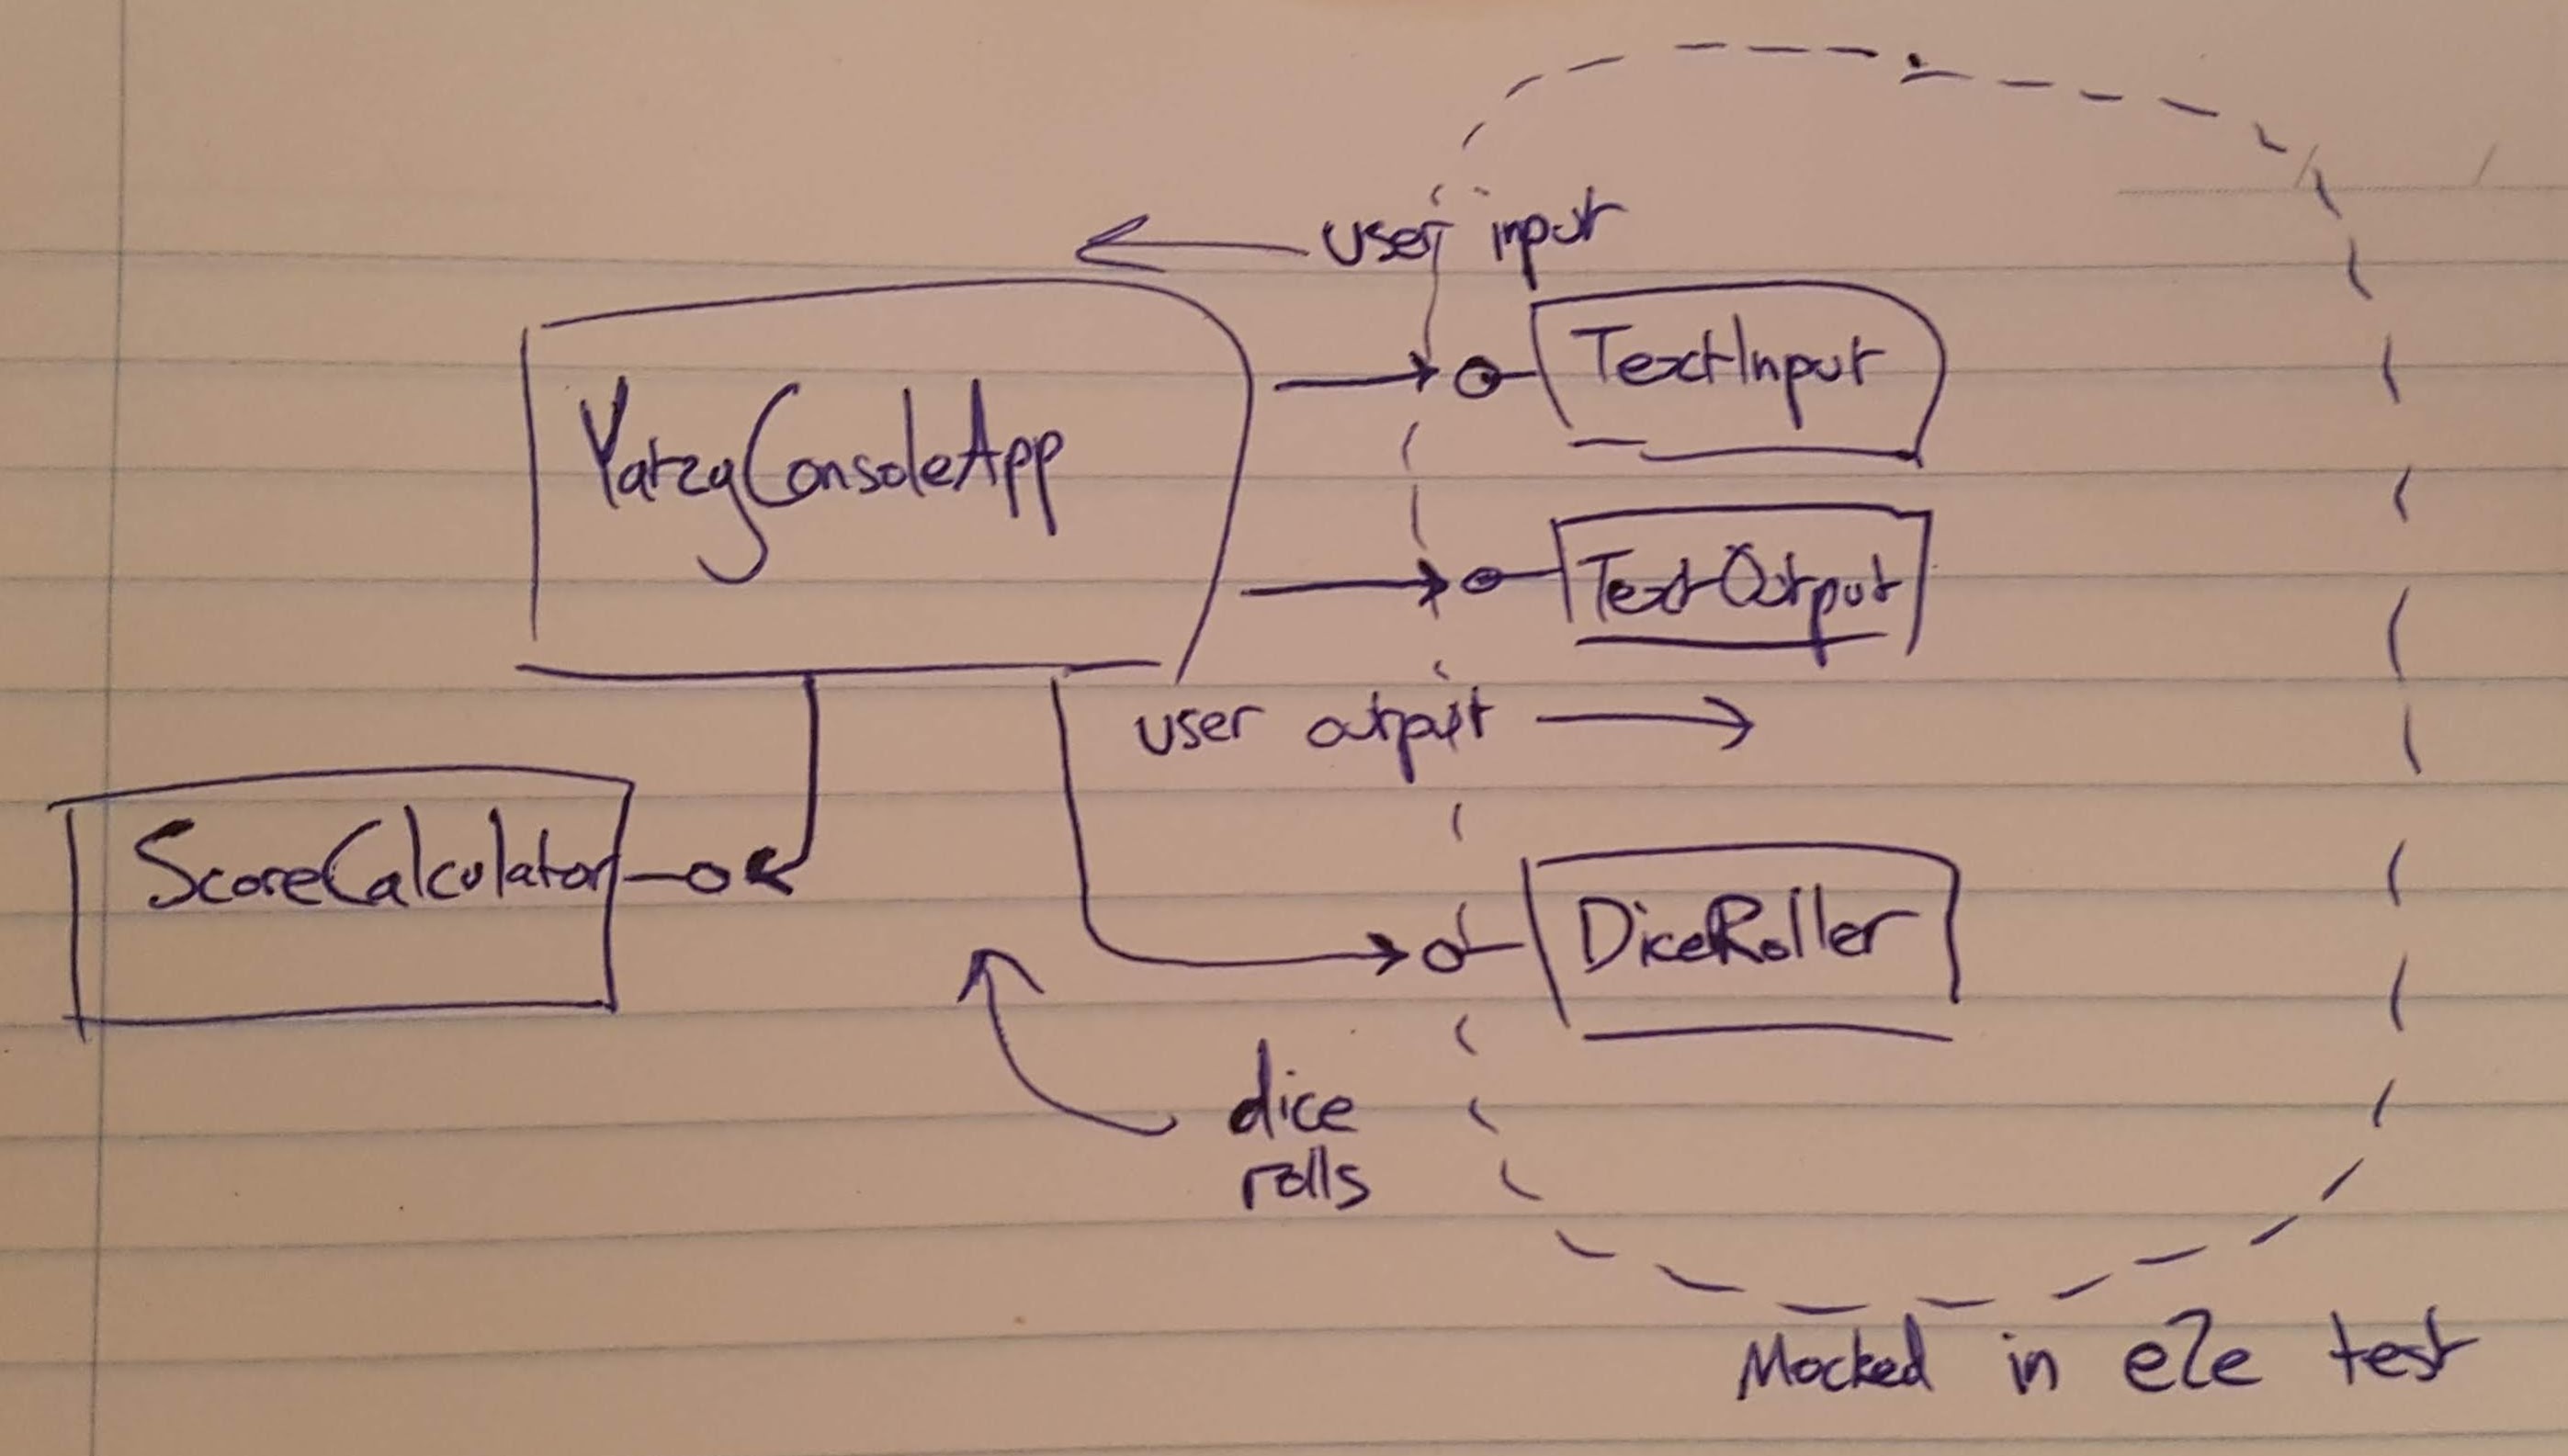 user input
TextInput
YatzyConsoleApp
TextOutput
user output
ScoreCalculator
DiceRoller
dice
rolls
Mocked in e2e test